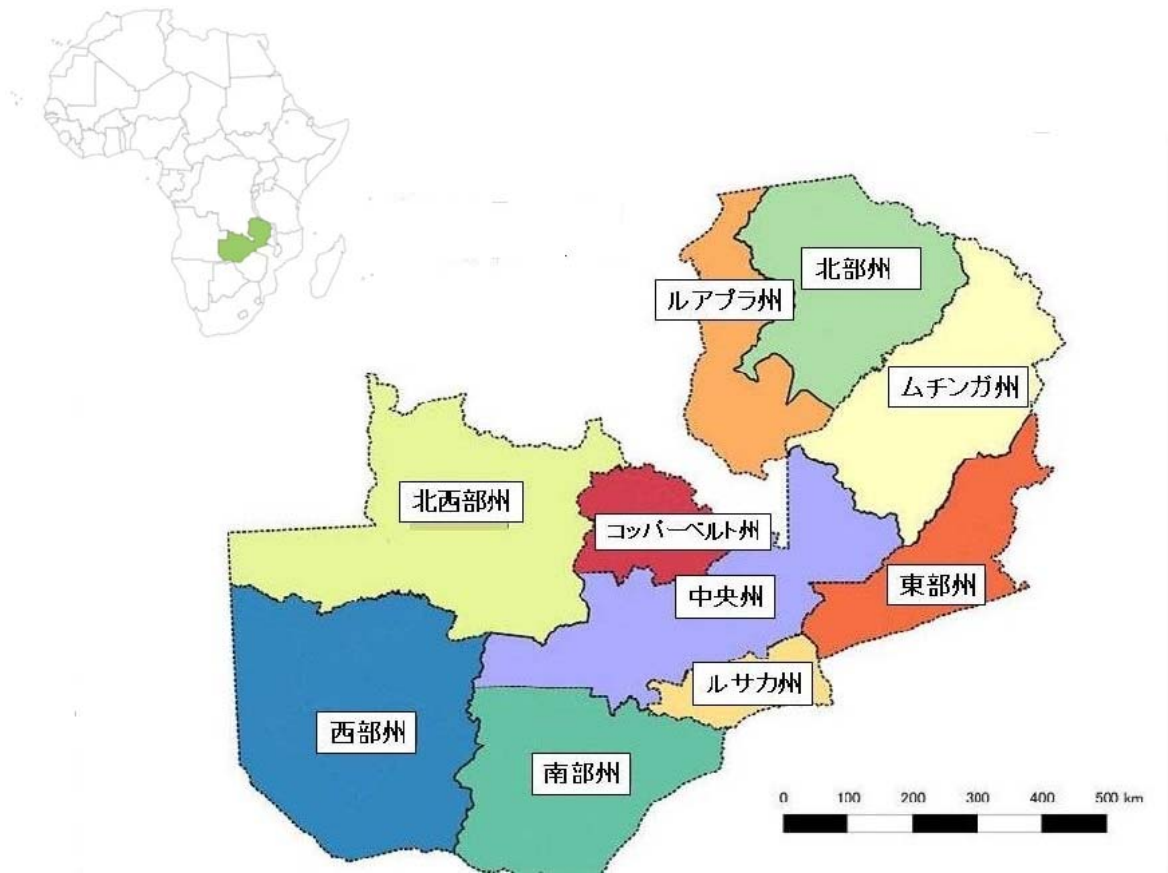 北部州
ルアプラ州
ムチンガ州
北西部州
コッパーベルト州
東部州
中央州
ルサカ州
西部州
南部州
0 100 200 300 400 500 km